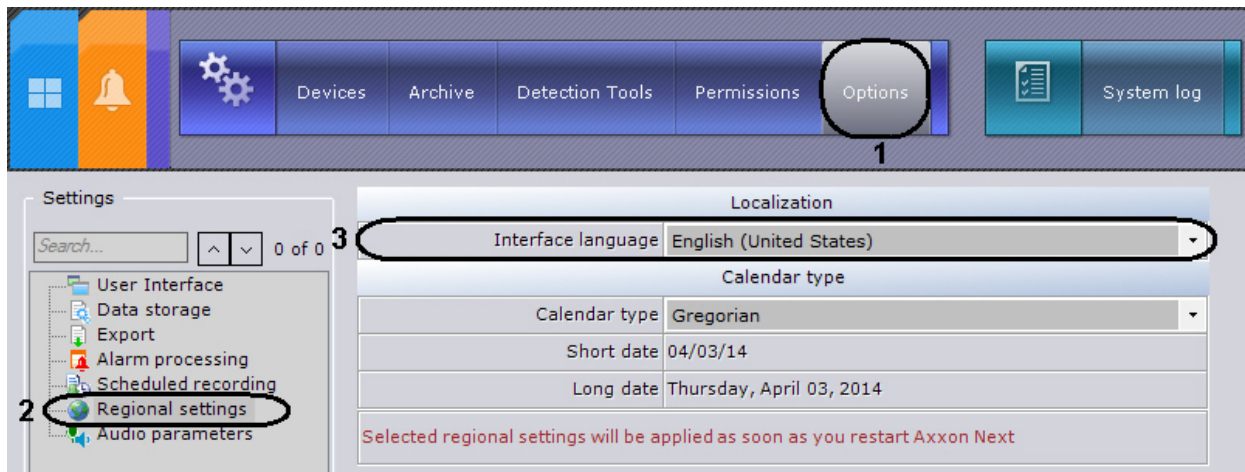 Devices
Archive
Detection Tools
Permissions
Options
System log
1
Settings
Search...
0 of 0
User Interface
Data storage
Export
Alarm processing
Scheduled recording
2
Regional settings
Audio parameters
Localization
3
Interface language English (United States)
Calendar type
Calendar type Gregorian
Short date 04/03/14
Long date Thursday, April 03, 2014
Selected regional settings will be applied as soon as you restart Axxon Next